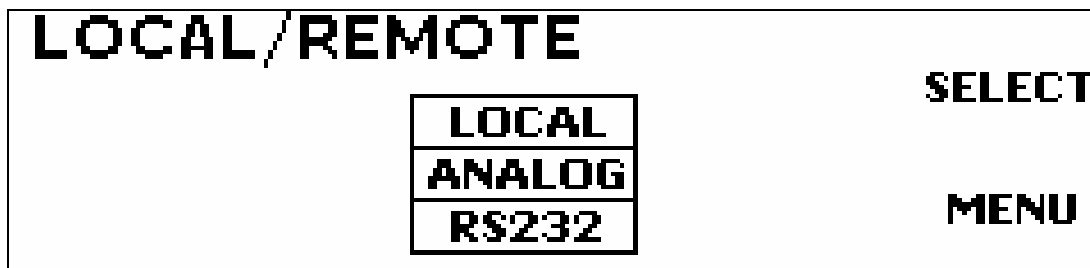 LOCAL/REMOTE
SELECT
LOCAL
ANALOG
RS232
MENU